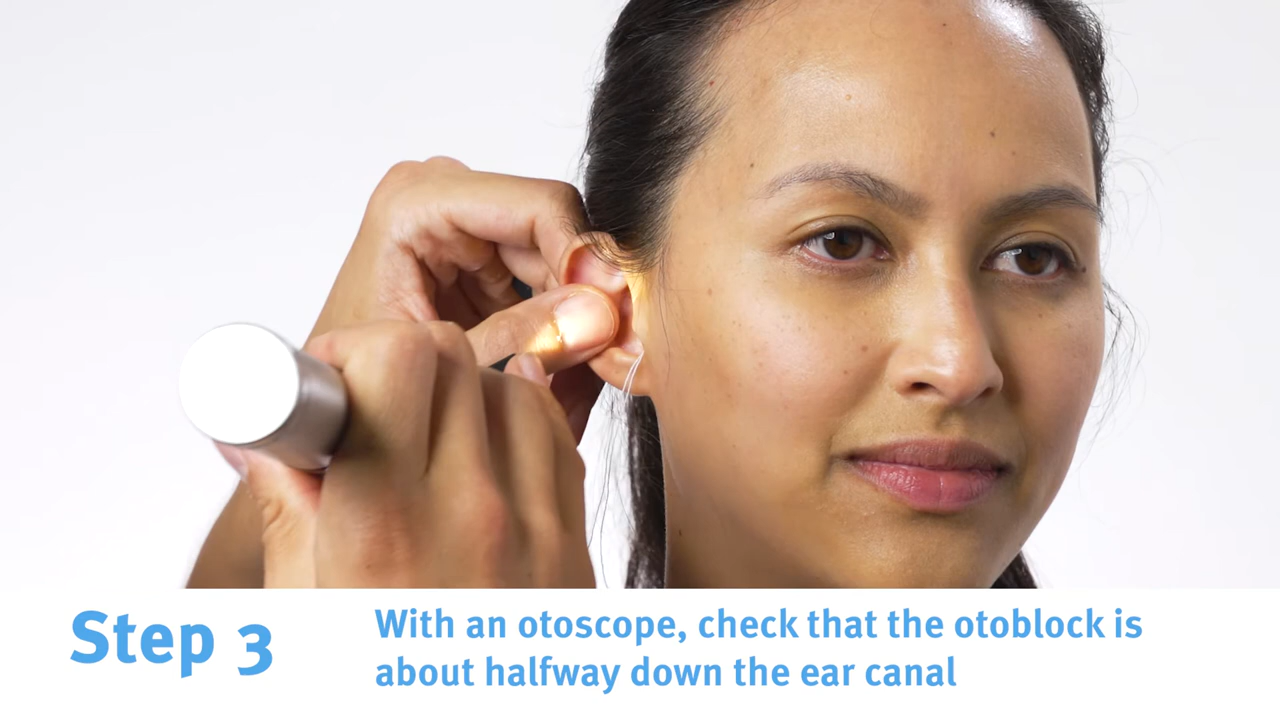 Step 3
With an otoscope, check that the otoblock is
about halfway down the ear canal